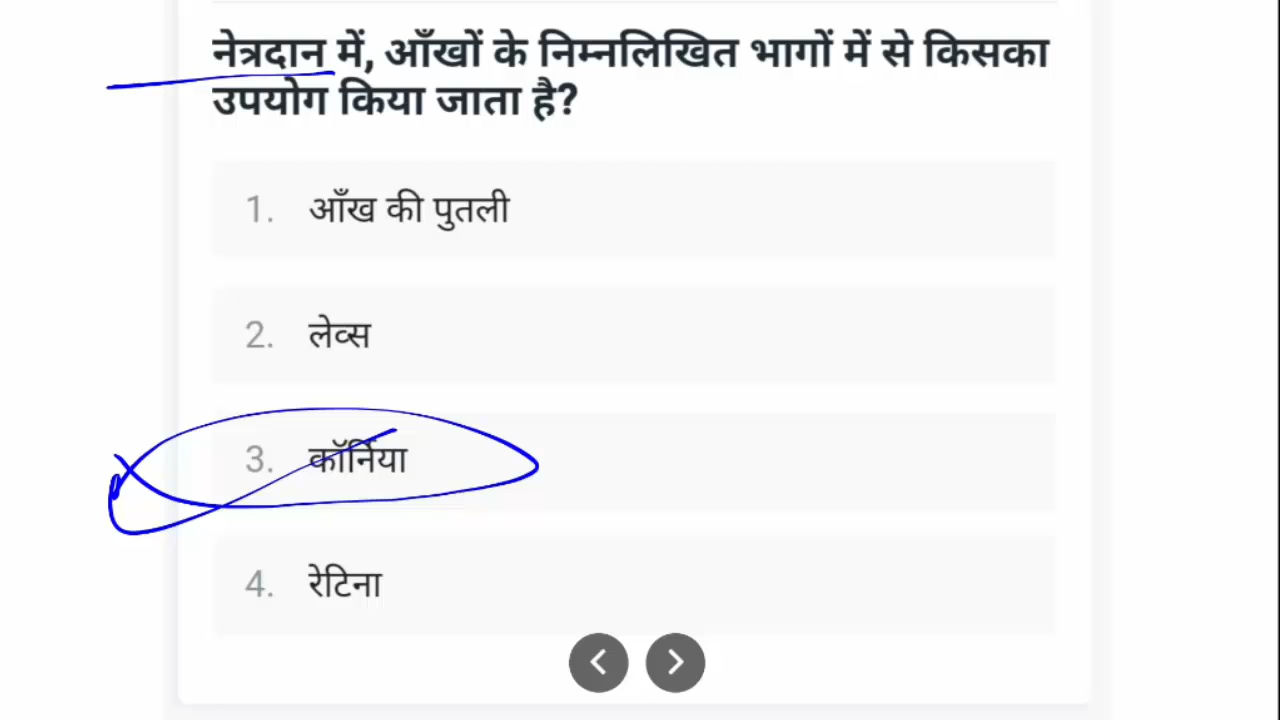 नेत्रदान में, आँखों के निम्नलिखित भागों में से किसका
उपयोग किया जाता है?
1. आँख की पुतली
2. लेव्स
3. कॉर्निया
4. रेटिना